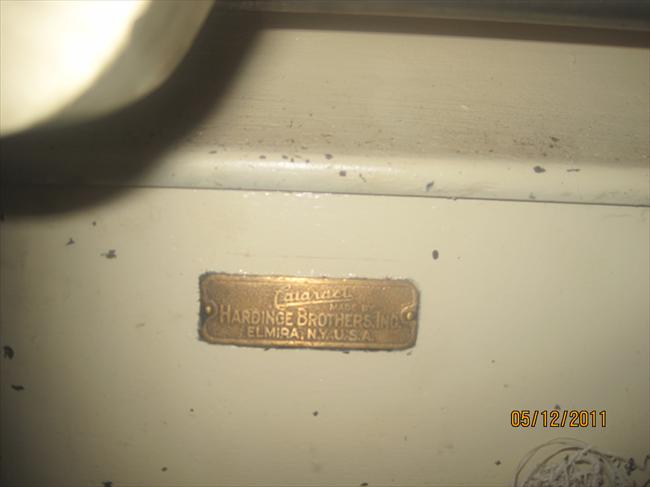 Cataract
MADE BY
HARDINGE BROTHERS, INC.
ELMIRA, N.Y. U.S.A.
05/12/2011